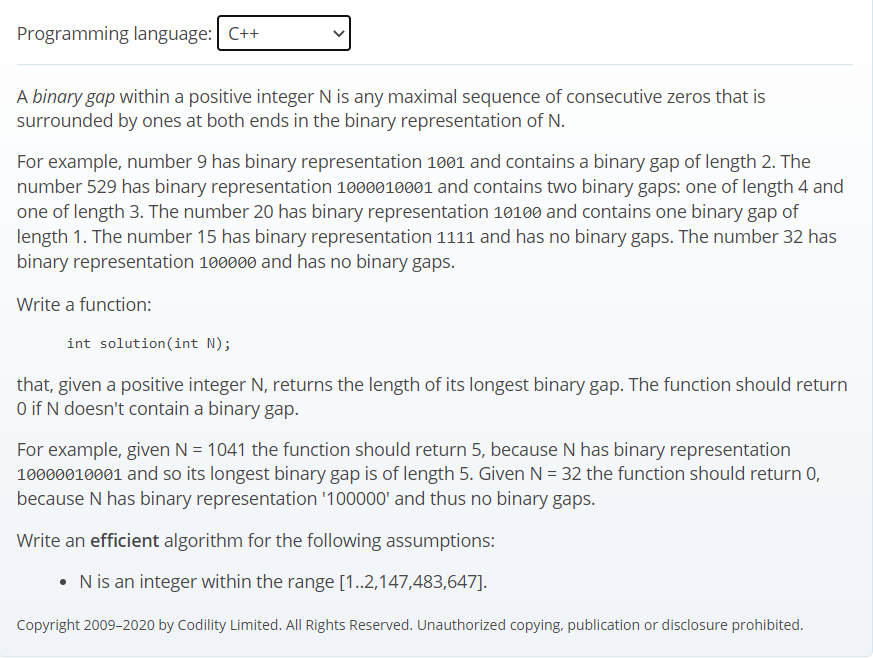 Programming language: C++
A binary gap within a positive integer N is any maximal sequence of consecutive zeros that is
surrounded by ones at both ends in the binary representation of N.
For example, number 9 has binary representation 1001 and contains a binary gap of length 2. The
number 529 has binary representation 1000010001 and contains two binary gaps: one of length 4 and
one of length 3. The number 20 has binary representation 10100 and contains one binary gap of
length 1. The number 15 has binary representation 1111 and has no binary gaps. The number 32 has
binary representation 100000 and has no binary gaps.
Write a function:
int solution(int N);
that, given a positive integer N, returns the length of its longest binary gap. The function should return
0 if N doesn't contain a binary gap.
For example, given N = 1041 the function should return 5, because N has binary representation
10000010001 and so its longest binary gap is of length 5. Given N = 32 the function should return 0,
because N has binary representation '100000' and thus no binary gaps.
Write an efficient algorithm for the following assumptions:
• N is an integer within the range [1..2,147,483,647].
Copyright 2009–2020 by Codility Limited. All Rights Reserved. Unauthorized copying, publication or disclosure prohibited.